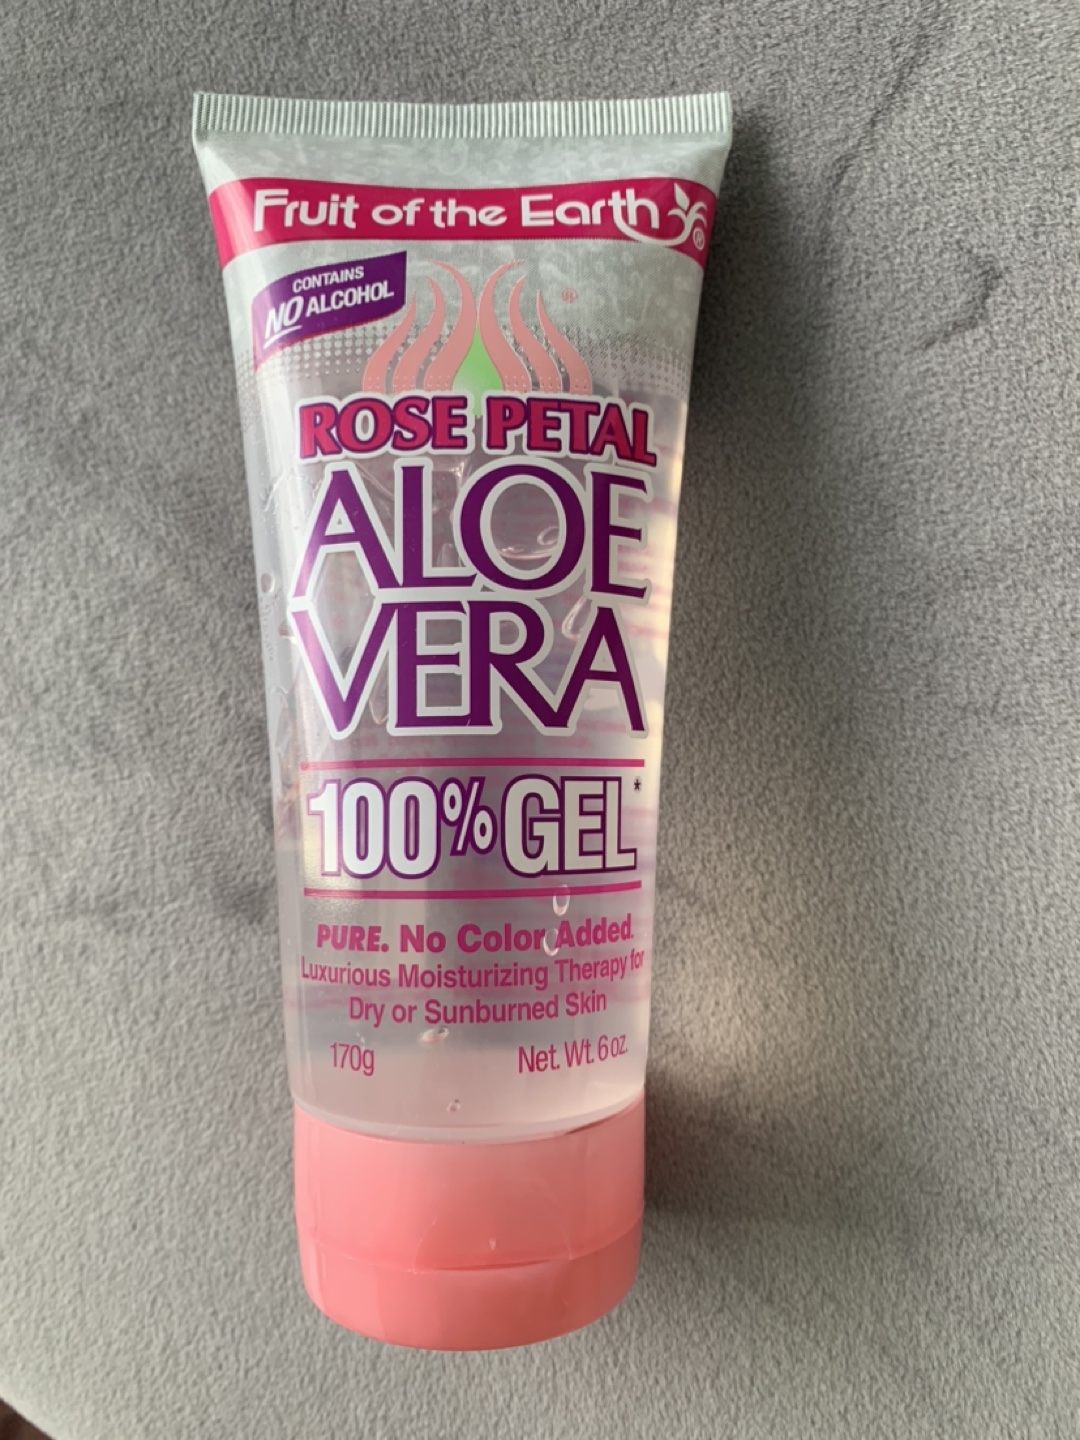 Fruit of the Earth®
CONTAINS
NO ALCOHOL
®
ROSE PETAL
ALOE
VERA
100% GEL*
PURE. No Color Added.
Luxurious Moisturizing Therapy for
Dry or Sunburned Skin
170g Net. Wt. 6 oz.